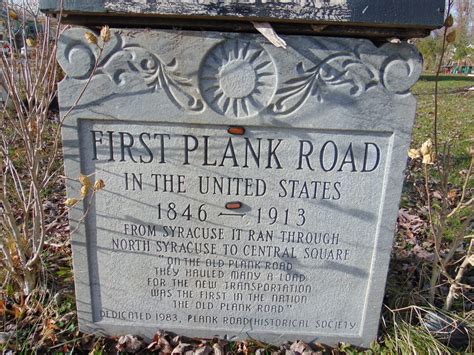 FIRST PLANK ROAD
IN THE UNITED STATES
1846 — 1913
FROM SYRACUSE IT RAN THROUGH
NORTH SYRACUSE TO CENTRAL SQUARE
"ON THE OLD PLANK ROAD
THEY HAULED MANY A LOAD
FOR THE NEW TRANSPORTATION
WAS THE FIRST IN THE NATION
THE OLD PLANK ROAD"
DEDICATED 1983, PLANK ROAD HISTORICAL SOCIETY